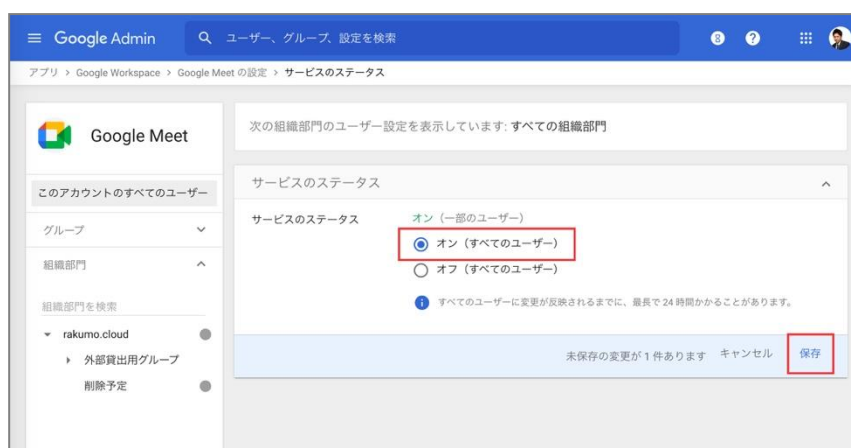 Google Admin
ユーザー、グループ、設定を検索
アプリ > Google Workspace > Google Meet の設定 > サービスのステータス
Google Meet
このアカウントのすべてのユーザー
グループ
組織部門
組織部門を検索
rakumo.cloud
外部貸出用グループ
削除予定
次の組織部門のユーザー設定を表示しています: すべての組織部門
サービスのステータス
サービスのステータス
オン（一部のユーザー）
オン（すべてのユーザー）
オフ（すべてのユーザー）
すべてのユーザーに変更が反映されるまでに、最長で 24 時間かかることがあります。
未保存の変更が 1 件あります キャンセル 保存